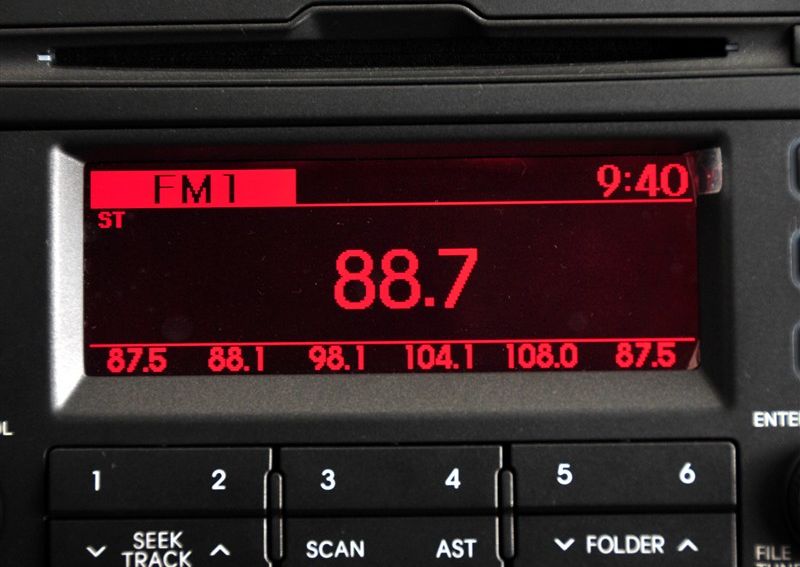 FM1 9:40
ST
88.7
87.5 88.1 98.1 104.1 108.0 87.5
ENTE
1 2 3 4 5 6
SEEK
TRACK
SCAN AST FOLDER
FILE